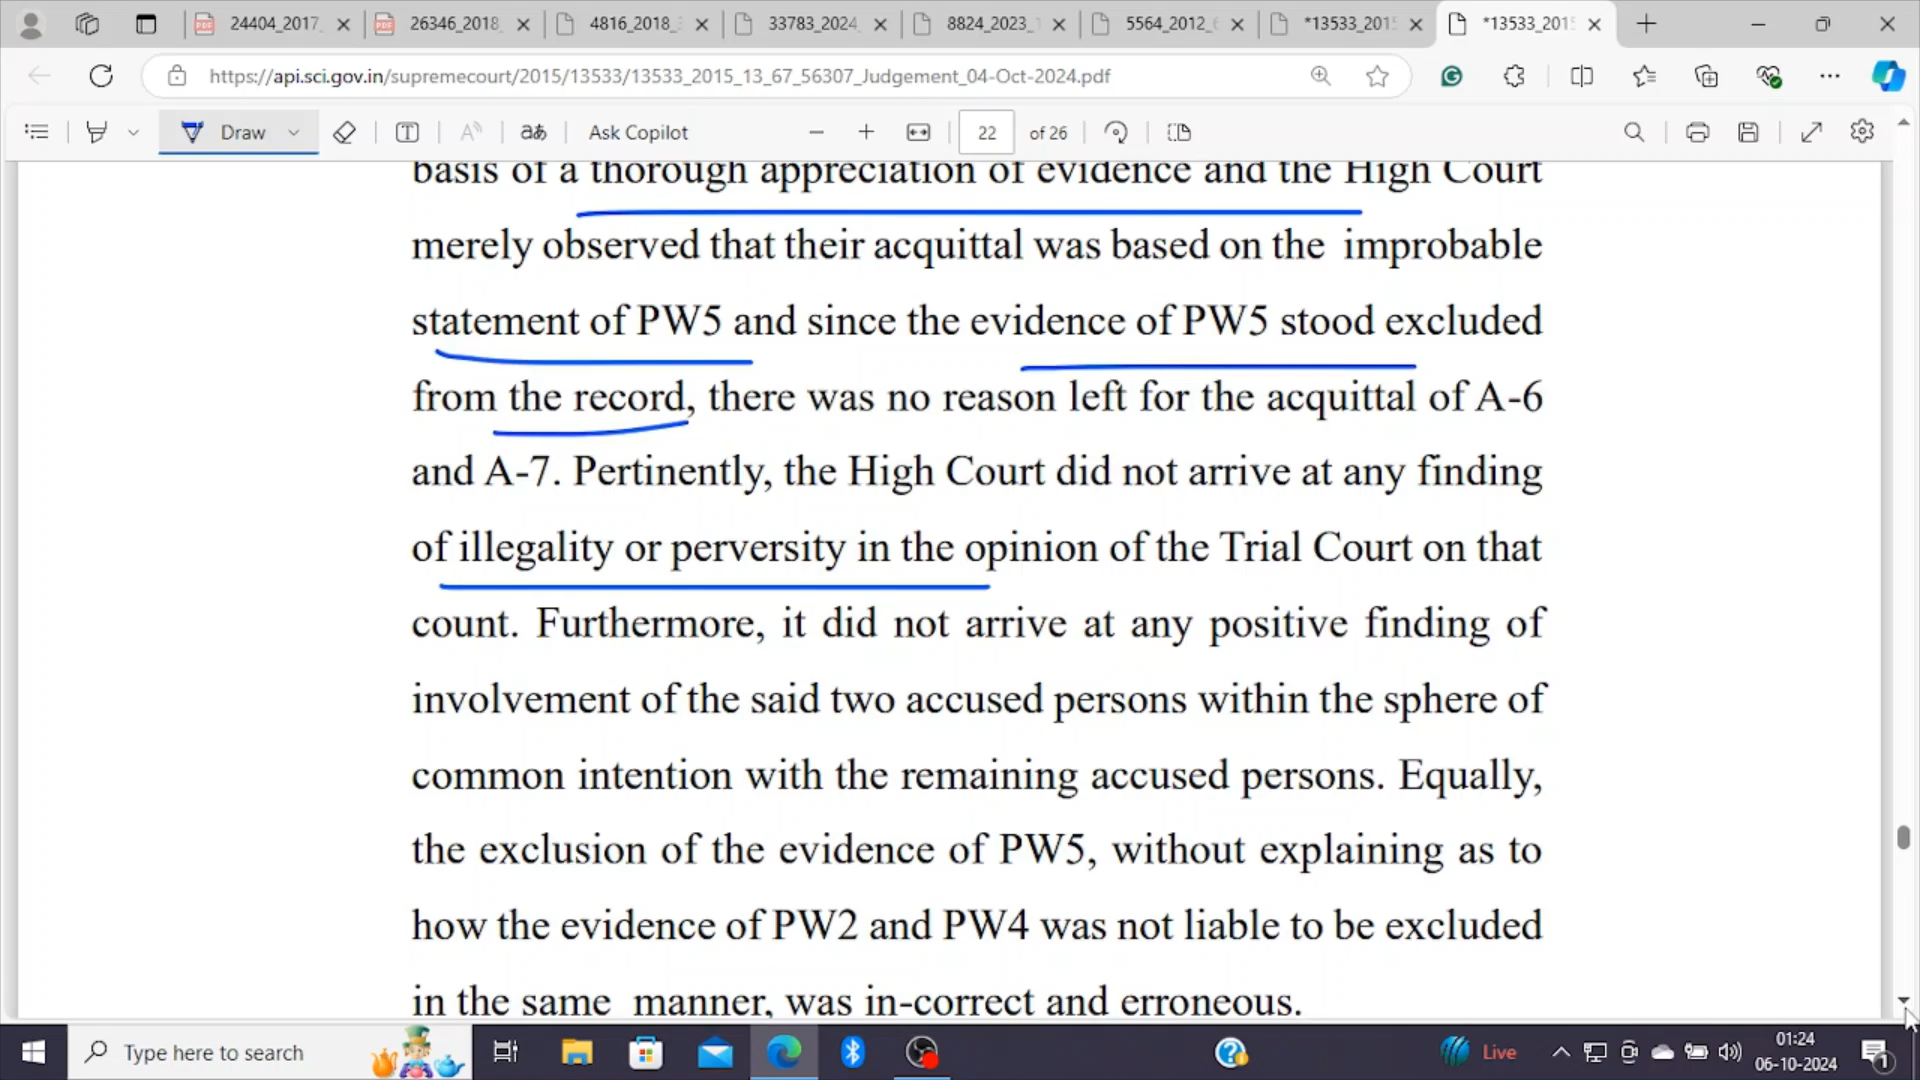 24404_2017_
26346_2018_
4816_2018_
33783_2024_
8824_2023_
5564_2012_
*13533_201
*13533_201
https://api.sci.gov.in/supremecourt/2015/13533/13533_2015_13_67_56307_Judgement_04-Oct-2024.pdf
Draw
Ask Copilot
22 of 26
basis of a thorough appreciation of evidence and the High Court
merely observed that their acquittal was based on the improbable
statement of PW5 and since the evidence of PW5 stood excluded
from the record, there was no reason left for the acquittal of A-6
and A-7. Pertinently, the High Court did not arrive at any finding
of illegality or perversity in the opinion of the Trial Court on that
count. Furthermore, it did not arrive at any positive finding of
involvement of the said two accused persons within the sphere of
common intention with the remaining accused persons. Equally,
the exclusion of the evidence of PW5, without explaining as to
how the evidence of PW2 and PW4 was not liable to be excluded
in the same manner, was in-correct and erroneous.
Type here to search
Live
01:24
06-10-2024
1